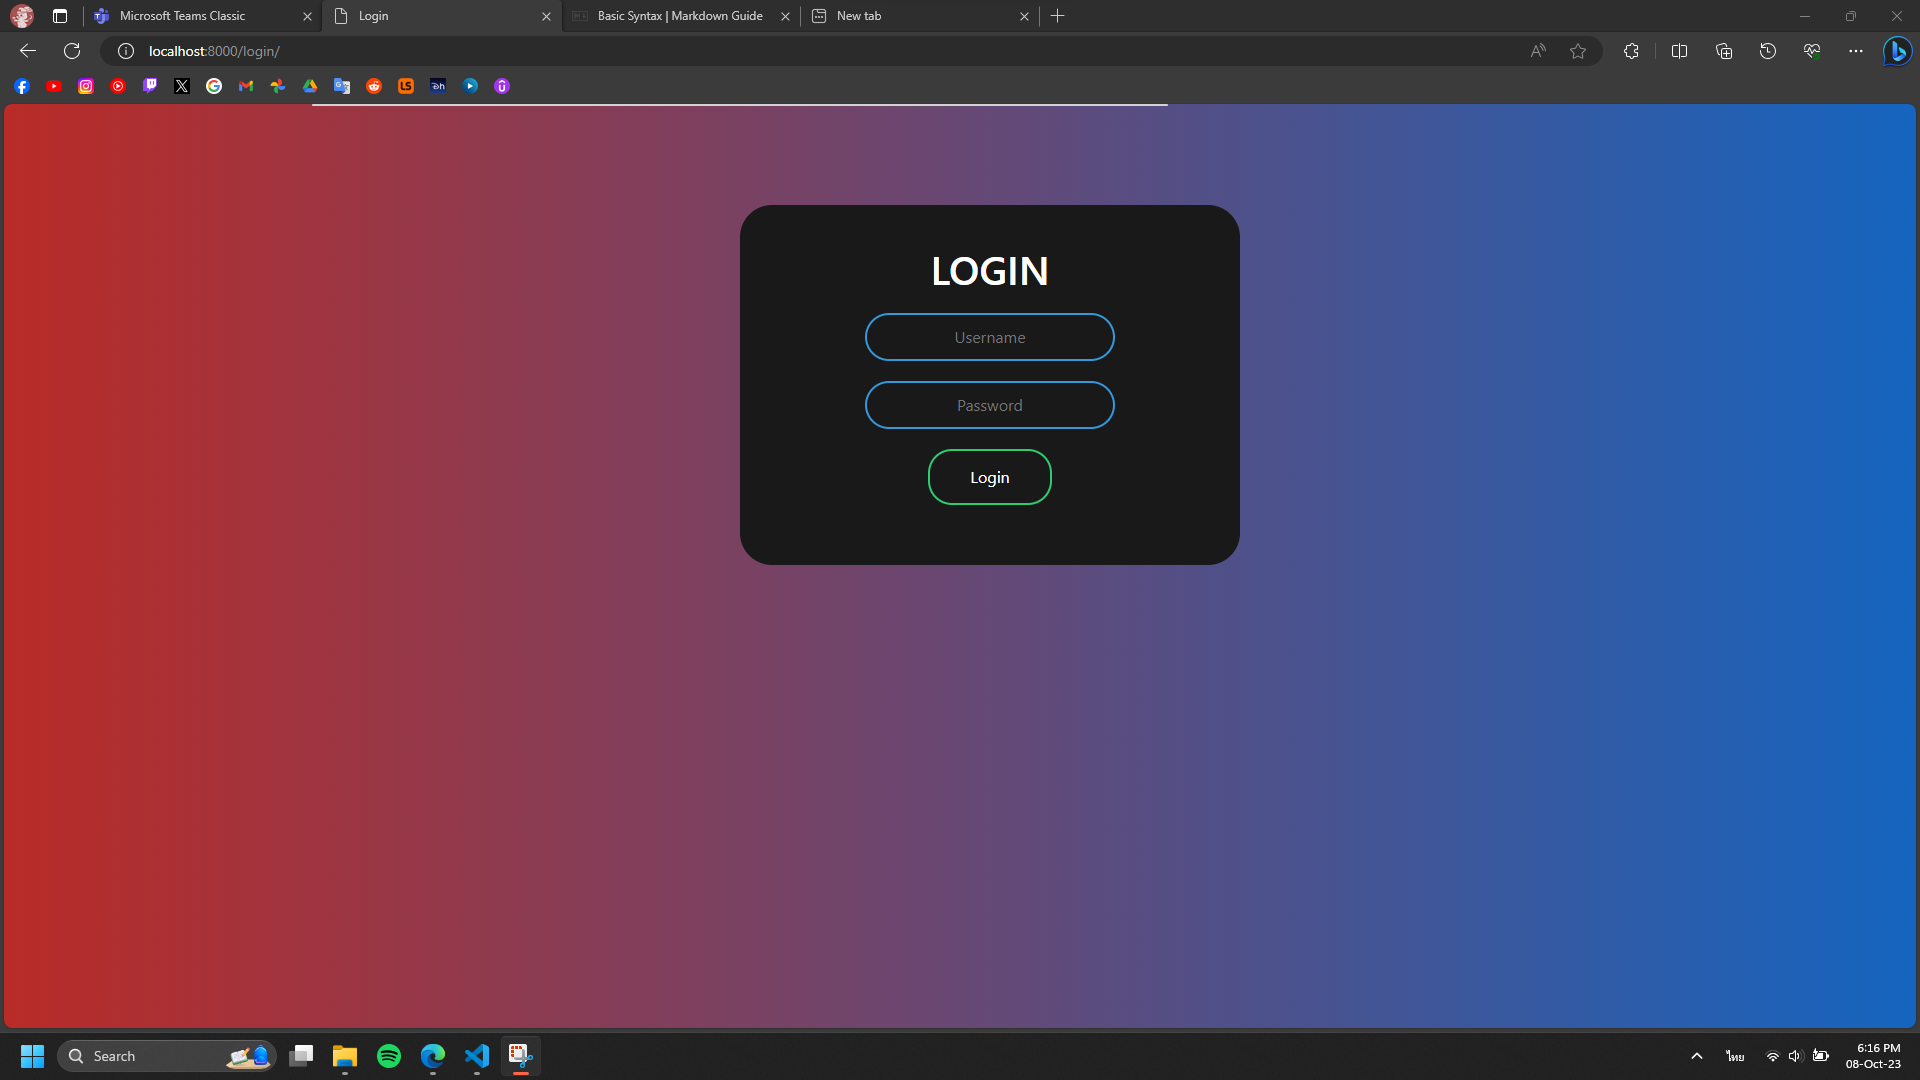 Microsoft Teams Classic
Login
Basic Syntax | Markdown Guide
New tab
localhost:8000/login/
LS
LOGIN
Username
Password
Login
Search
ไทย
6:16 PM
08-Oct-23